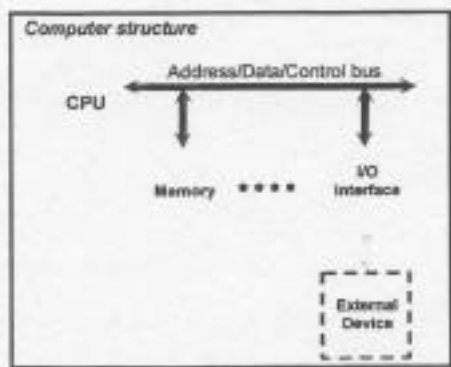 Computer structure
Address/Data/Control bus
CPU
Memory
I/O
interface
External
Device